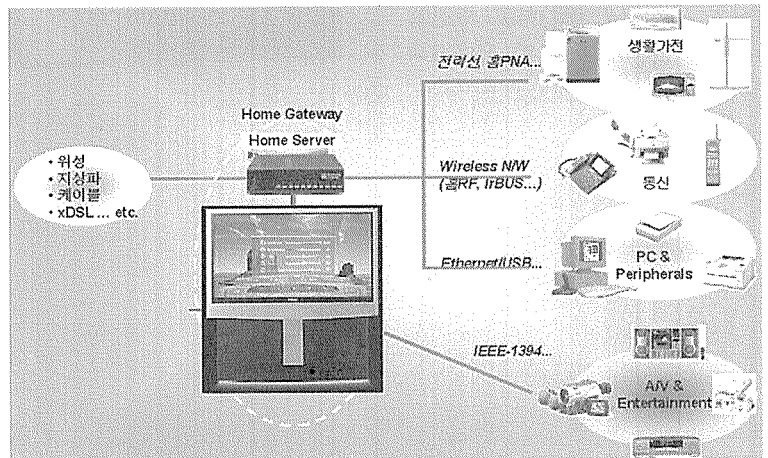 전력선, 홈PNA...
생활가전
Home Gateway
Home Server
• 위성
• 지상파
• 케이블
• xDSL ... etc.
Wireless N/W
(홈RF, IrBUS...)
통신
Ethernet/USB...
PC &
Peripherals
IEEE-1394...
A/V &
Entertainment